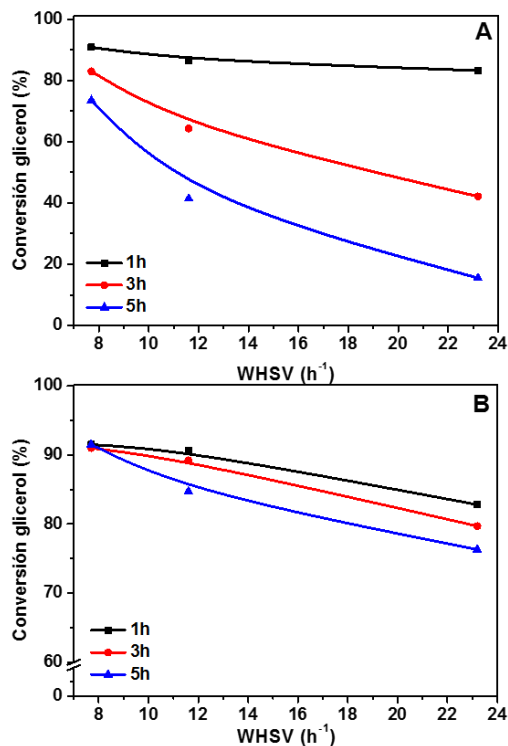 A
100
80
60
40
20
0
Conversión glicerol (%)
1h
3h
5h
8 10 12 14 16 18 20 22 24
WHSV (h⁻¹)
B
100
90
80
70
60
0
Conversión glicerol (%)
1h
3h
5h
8 10 12 14 16 18 20 22 24
WHSV (h⁻¹)